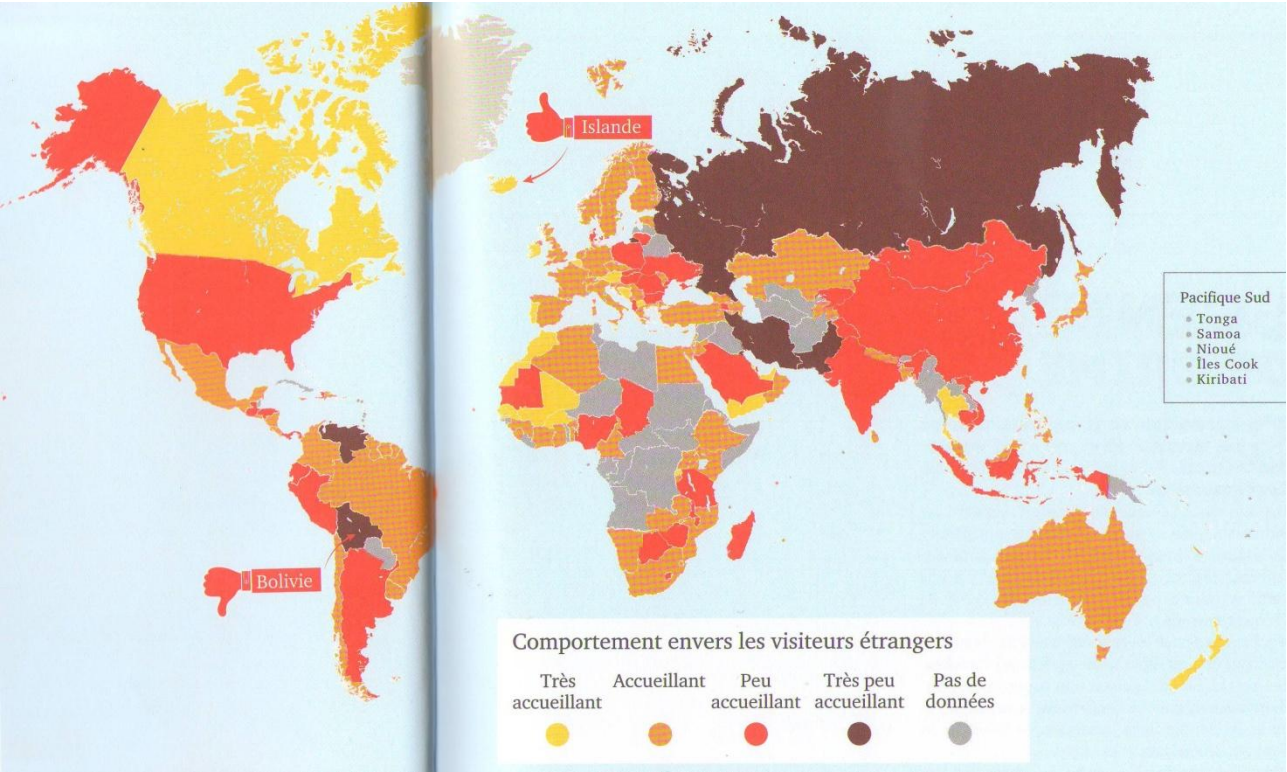 Islande
Bolivie
Pacifique Sud
Tonga
Samoa
Nioué
Îles Cook
Kiribati
Comportement envers les visiteurs étrangers
Très
accueillant
Accueillant
Peu
accueillant
Très peu
accueillant
Pas de
données